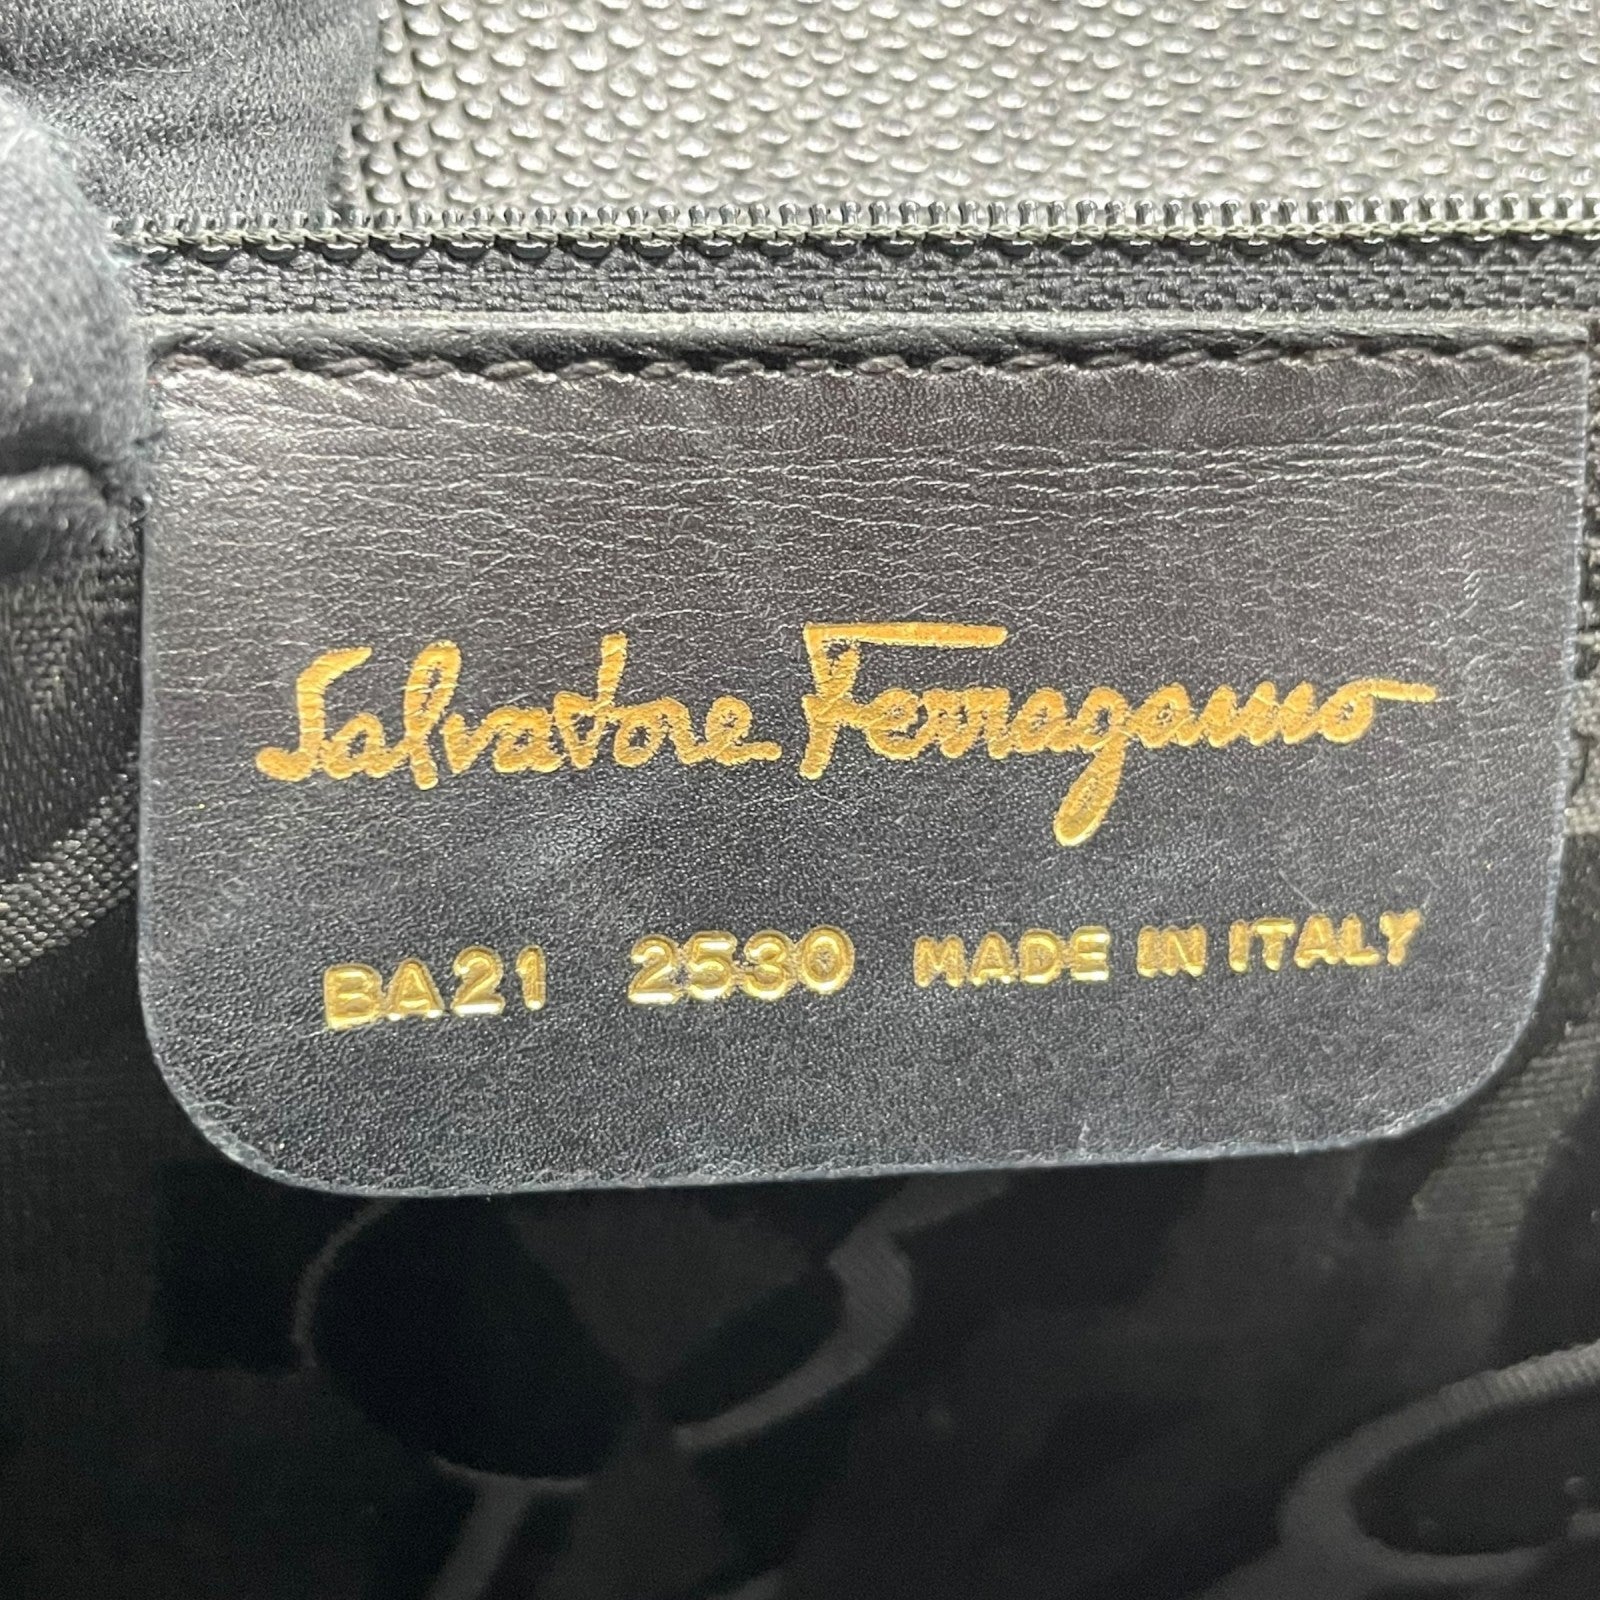 Salvatore Ferragamo
BA21 2530 MADE IN ITALY